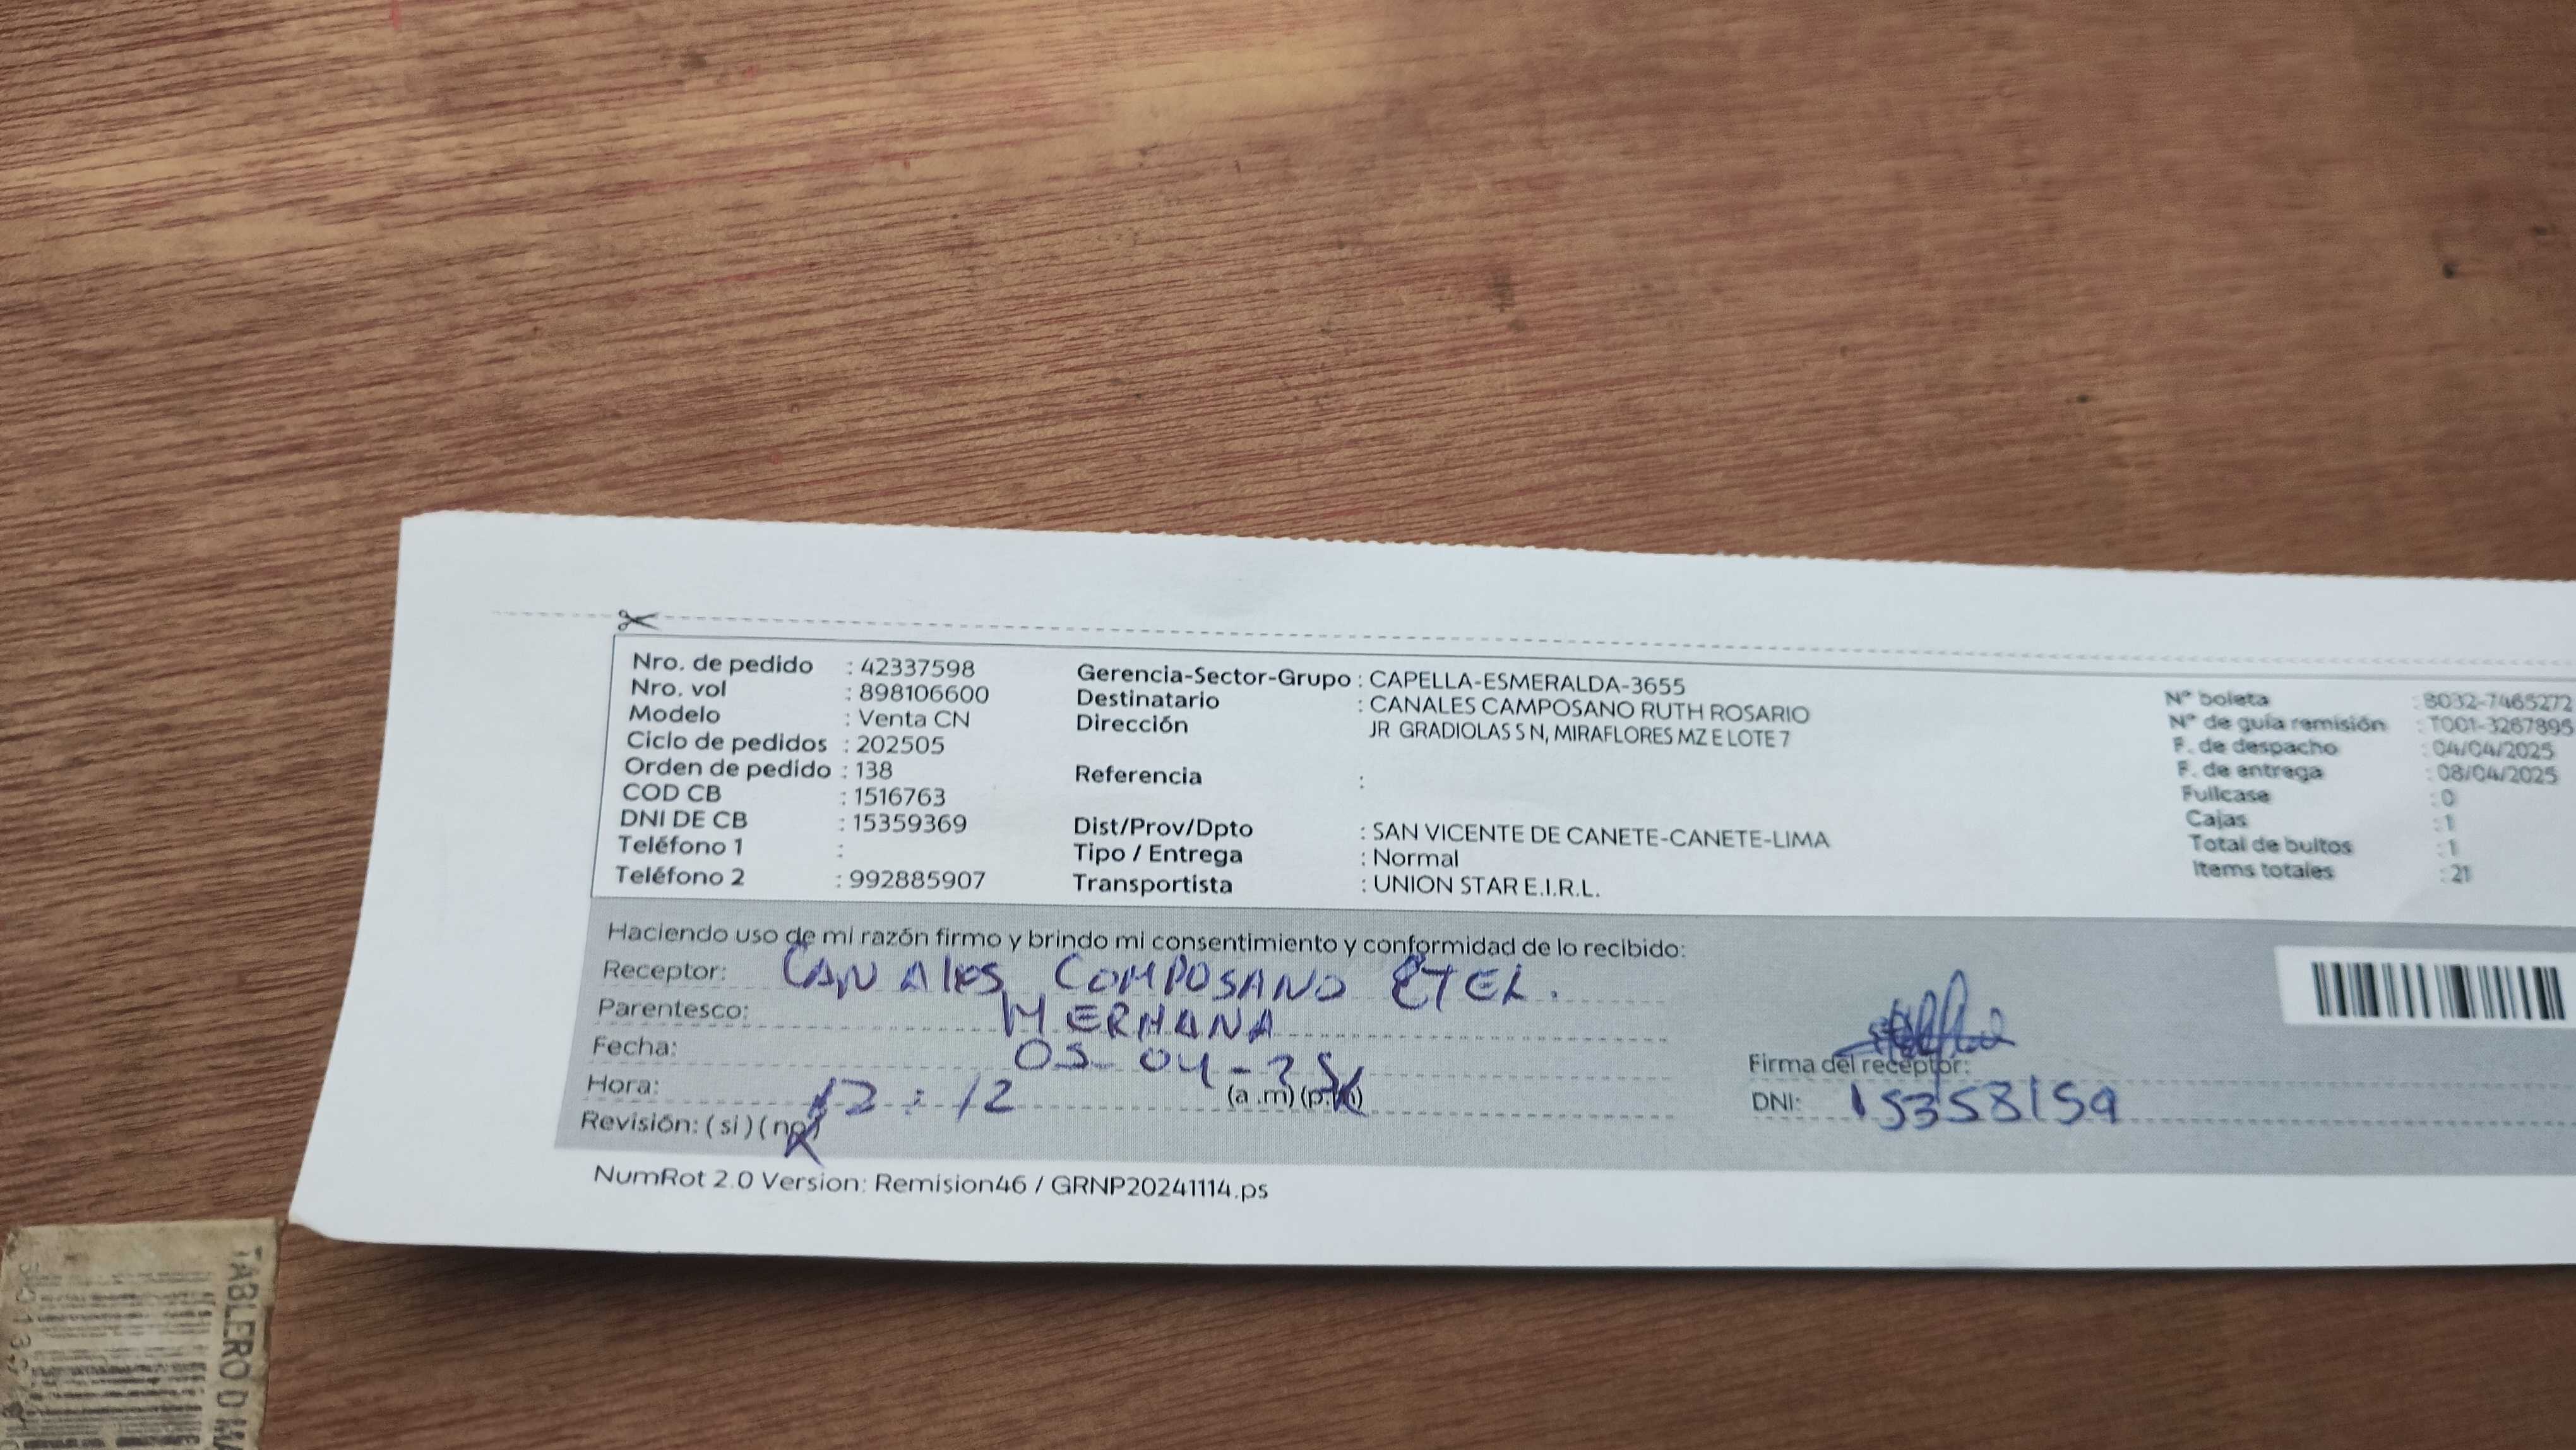 Nro. de pedido : 42337598
Nro. vol : 898106600
Modelo : Venta CN
Ciclo de pedidos : 202505
Orden de pedido : 138
COD CB : 1516763
DNI DE CB : 15359369
Teléfono 1 :
Teléfono 2 : 992885907
Gerencia-Sector-Grupo : CAPELLA-ESMERALDA-3655
Destinatario : CANALES CAMPOSANO RUTH ROSARIO
Dirección JR GRADIOLAS S N, MIRAFLORES MZ E LOTE 7
Referencia :
Dist/Prov/Dpto : SAN VICENTE DE CANETE-CANETE-LIMA
Tipo / Entrega : Normal
Transportista : UNION STAR E.I.R.L.
N° boleta : B032-7465272
N° de guía remisión : T001-3267895
F. de despacho : 04/04/2025
F. de entrega : 08/04/2025
Fullcase : 0
Cajas : 1
Total de bultos : 1
Items totales : 21
Haciendo uso de mi razón firmo y brindo mi consentimiento y conformidad de lo recibido:
Receptor: CANALES COMPOSANO ETEL.
Parentesco: HERMANA
Fecha: 05-04-25
Hora: 12:12 (a.m) (p.m)
Revisión: (si) (no)
Firma del receptor:
DNI: 15358159
NumRot 2.0 Version: Remision46 / GRNP20241114.ps
TABLERO D